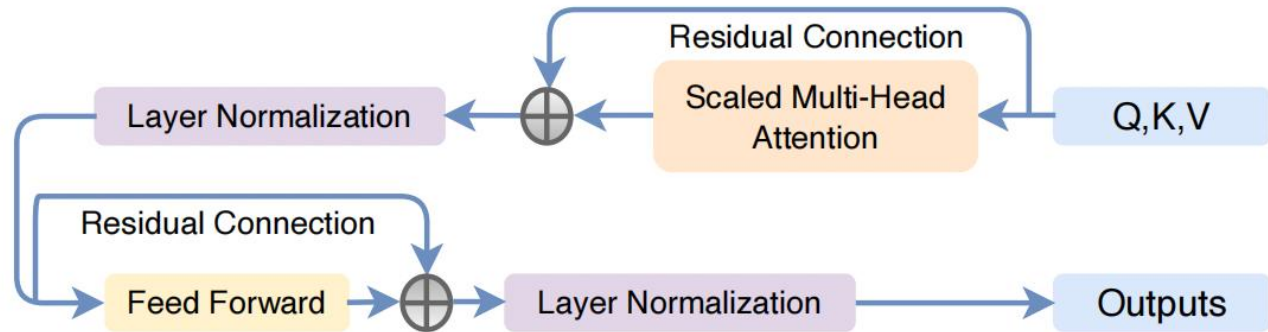 Residual Connection
Layer Normalization
Scaled Multi-Head
Attention
Q,K,V
Residual Connection
Feed Forward
Layer Normalization
Outputs